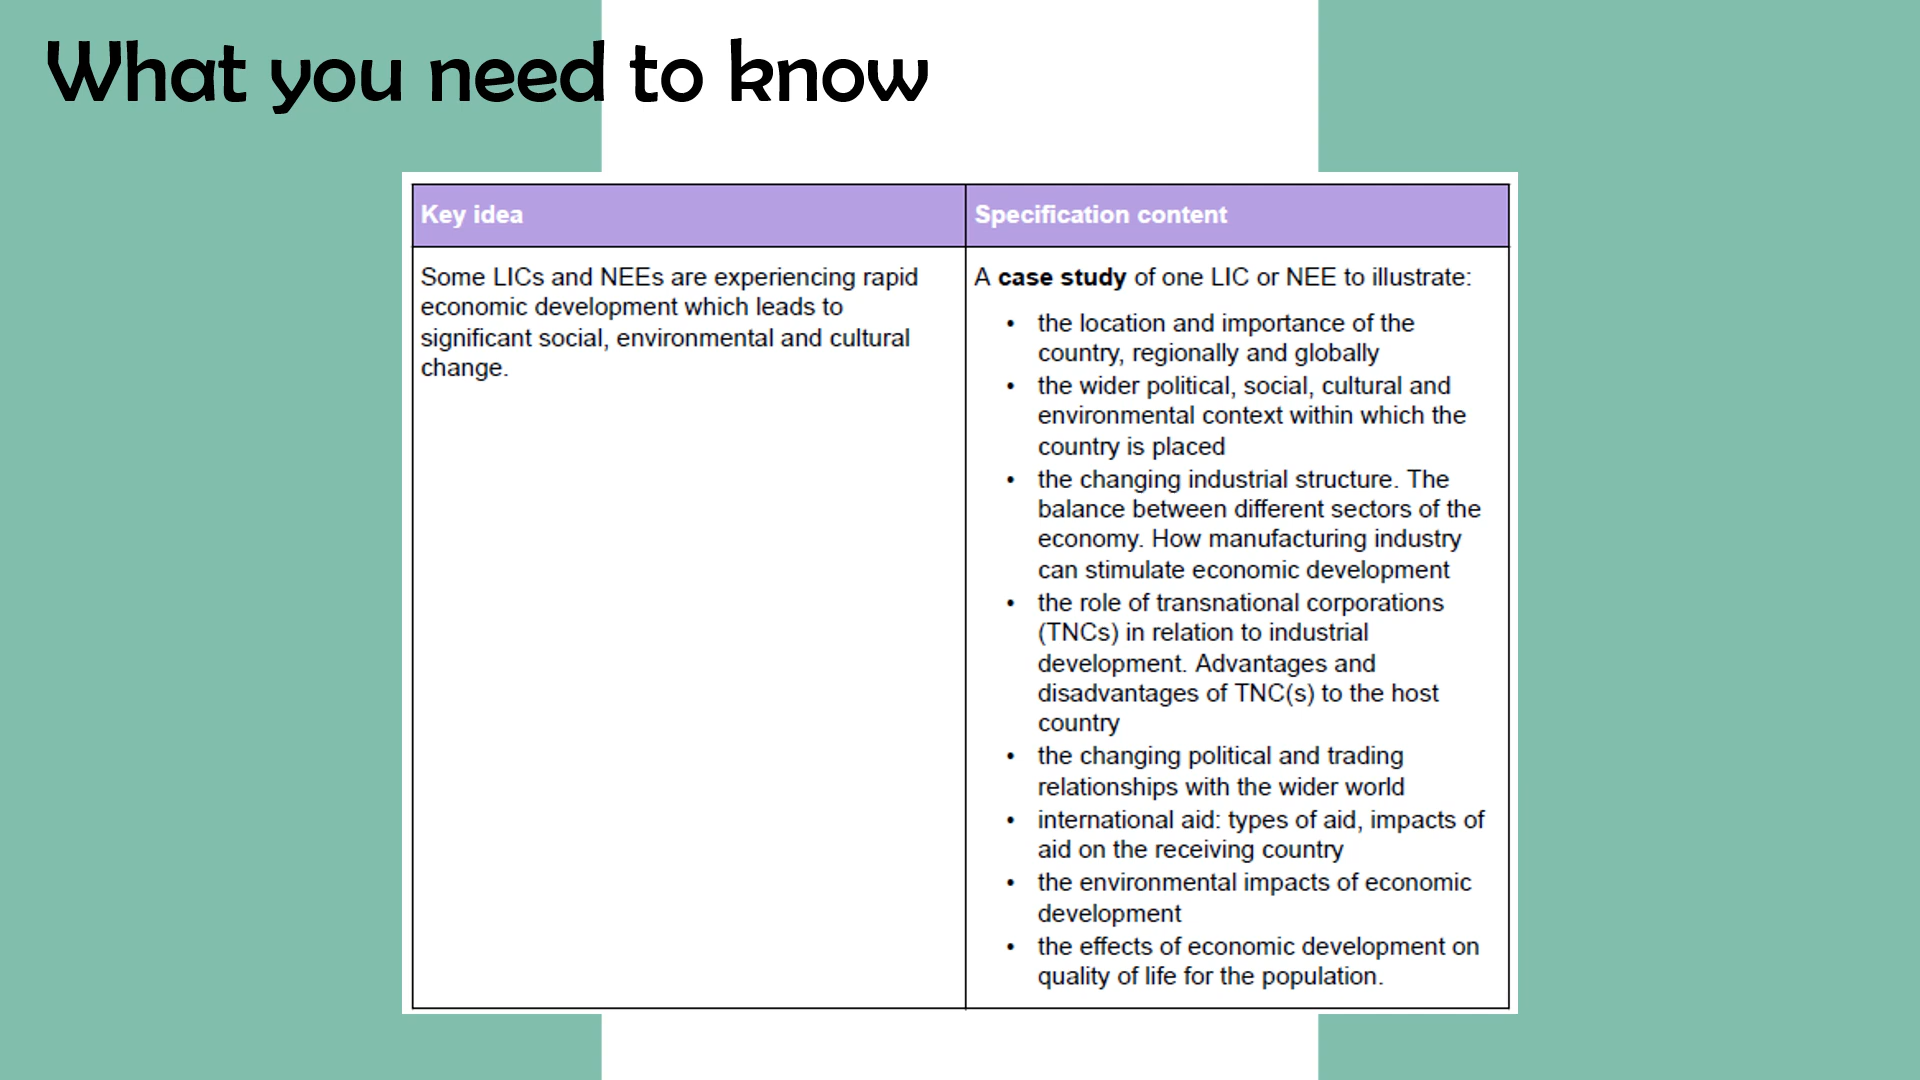 What you need to know
Key idea
Specification content
Some LICs and NEEs are experiencing rapid
economic development which leads to
significant social, environmental and cultural
change.
A case study of one LIC or NEE to illustrate:
• the location and importance of the
country, regionally and globally
• the wider political, social, cultural and
environmental context within which the
country is placed
• the changing industrial structure. The
balance between different sectors of the
economy. How manufacturing industry
can stimulate economic development
• the role of transnational corporations
(TNCs) in relation to industrial
development. Advantages and
disadvantages of TNC(s) to the host
country
• the changing political and trading
relationships with the wider world
• international aid: types of aid, impacts of
aid on the receiving country
• the environmental impacts of economic
development
• the effects of economic development on
quality of life for the population.